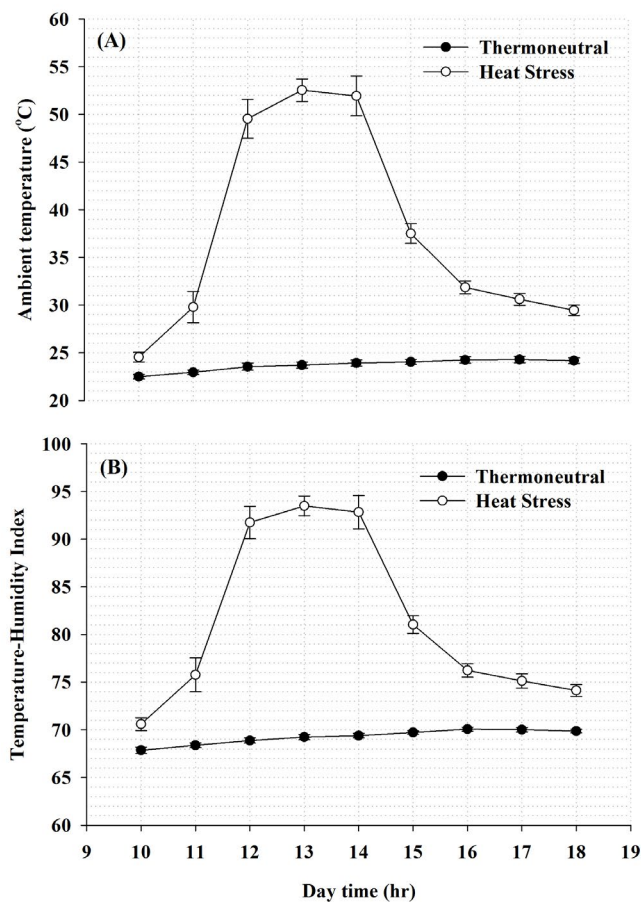 (A)
Thermoneutral
Heat Stress
Ambient temperature (°C)
60
55
50
45
40
35
30
25
20
(B)
Thermoneutral
Heat Stress
Temperature-Humidity Index
100
95
90
85
80
75
70
65
60
9 10 11 12 13 14 15 16 17 18 19
Day time (hr)